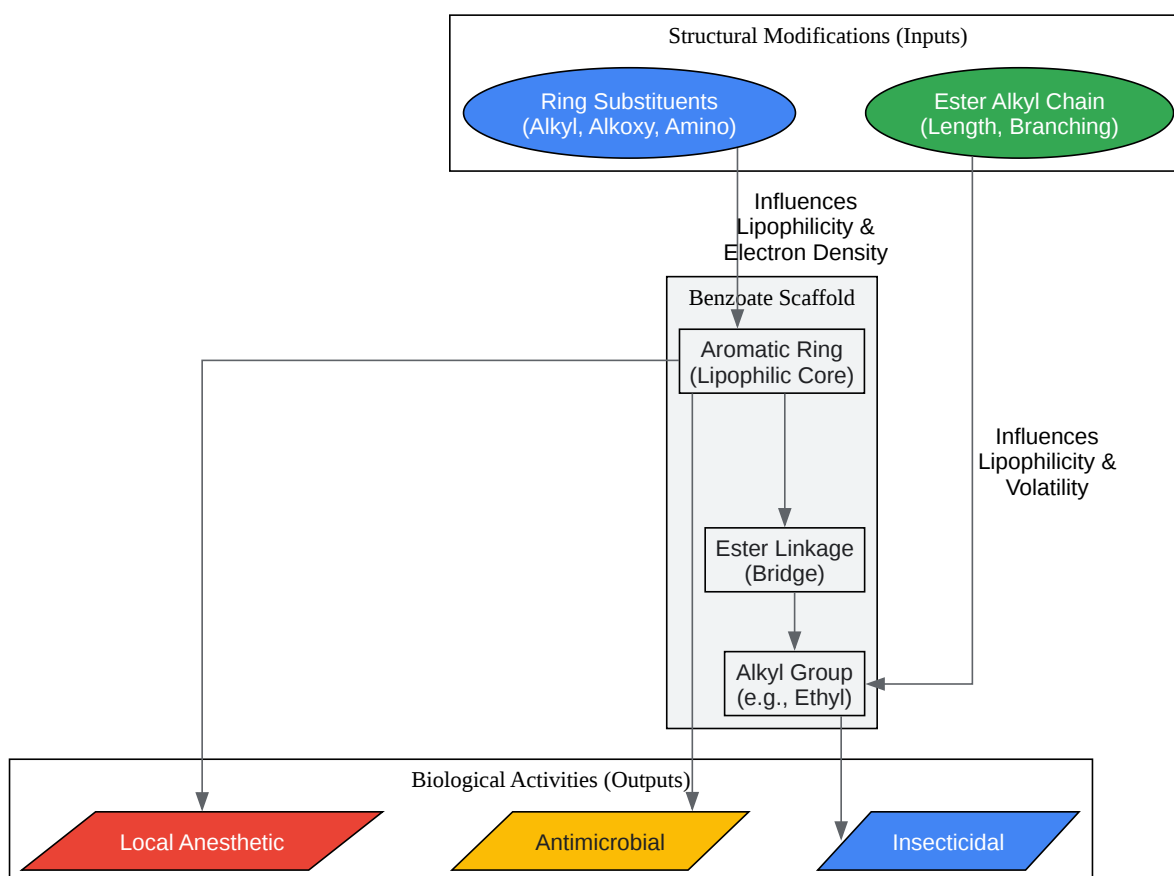 Structural Modifications (Inputs)
Ring Substituents
(Alkyl, Alkoxy, Amino)
Ester Alkyl Chain
(Length, Branching)
Influences
Lipophilicity &
Electron Density
Benzoate Scaffold
Aromatic Ring
(Lipophilic Core)
Influences
Lipophilicity &
Volatility
Ester Linkage
(Bridge)
Alkyl Group
(e.g., Ethyl)
Biological Activities (Outputs)
Local Anesthetic
Antimicrobial
Insecticidal